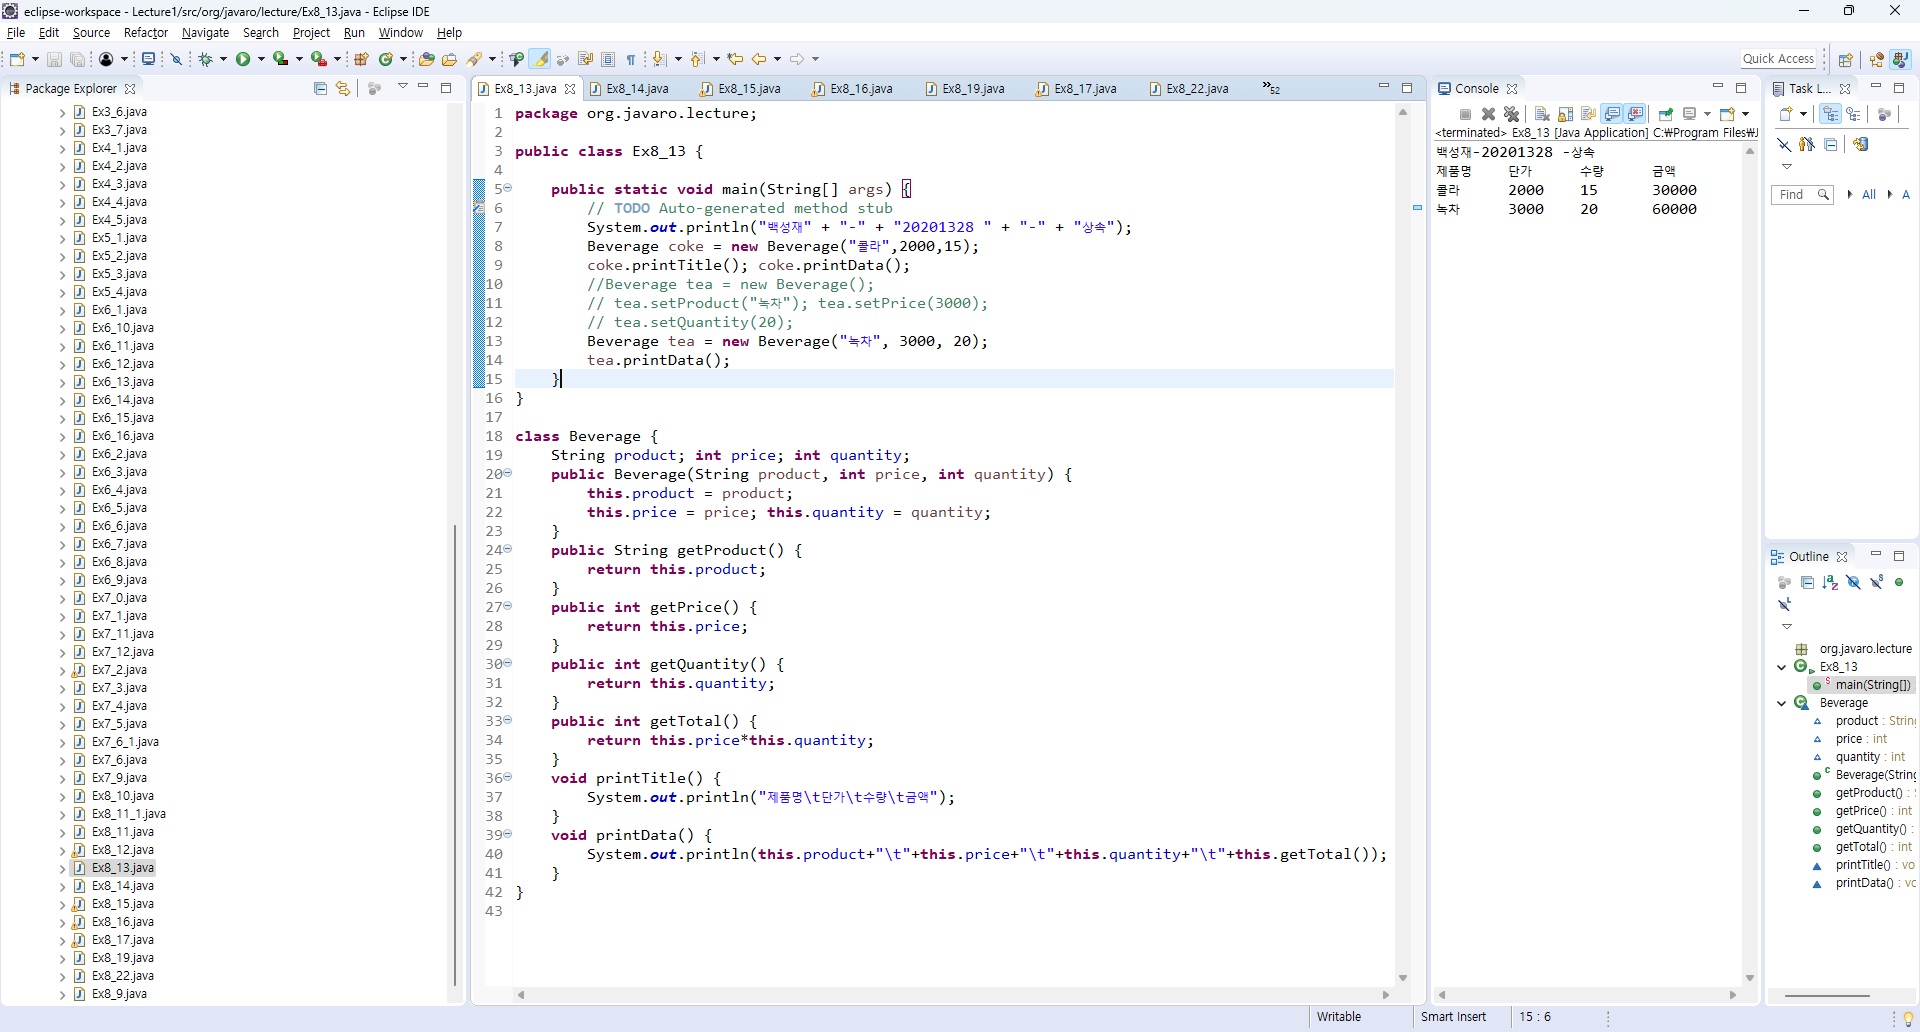 eclipse-workspace - Lecture1/src/org/javaro/lecture/Ex8_13.java - Eclipse IDE
File Edit Source Refactor Navigate Search Project Run Window Help
Quick Access
Package Explorer
Ex3_6.java
Ex3_7.java
Ex4_1.java
Ex4_2.java
Ex4_3.java
Ex4_4.java
Ex4_5.java
Ex5_1.java
Ex5_2.java
Ex5_3.java
Ex5_4.java
Ex6_1.java
Ex6_10.java
Ex6_11.java
Ex6_12.java
Ex6_13.java
Ex6_14.java
Ex6_15.java
Ex6_16.java
Ex6_2.java
Ex6_3.java
Ex6_4.java
Ex6_5.java
Ex6_6.java
Ex6_7.java
Ex6_8.java
Ex6_9.java
Ex7_0.java
Ex7_1.java
Ex7_11.java
Ex7_12.java
Ex7_2.java
Ex7_3.java
Ex7_4.java
Ex7_5.java
Ex7_6_1.java
Ex7_6.java
Ex7_9.java
Ex8_10.java
Ex8_11_1.java
Ex8_11.java
Ex8_12.java
Ex8_13.java
Ex8_14.java
Ex8_15.java
Ex8_16.java
Ex8_17.java
Ex8_19.java
Ex8_22.java
Ex8_9.java
Ex8_13.java Ex8_14.java Ex8_15.java Ex8_16.java Ex8_19.java Ex8_17.java Ex8_22.java »52
1 package org.javaro.lecture;
2
3 public class Ex8_13 {
4
5 public static void main(String[] args) {
6 // TODO Auto-generated method stub
7 System.out.println("백성재" + "-" + "20201328 " + "-" + "상속");
8 Beverage coke = new Beverage("콜라",2000,15);
9 coke.printTitle(); coke.printData();
10 //Beverage tea = new Beverage();
11 // tea.setProduct("녹차"); tea.setPrice(3000);
12 // tea.setQuantity(20);
13 Beverage tea = new Beverage("녹차", 3000, 20);
14 tea.printData();
15 }
16 }
17
18 class Beverage {
19 String product; int price; int quantity;
20 public Beverage(String product, int price, int quantity) {
21 this.product = product;
22 this.price = price; this.quantity = quantity;
23 }
24 public String getProduct() {
25 return this.product;
26 }
27 public int getPrice() {
28 return this.price;
29 }
30 public int getQuantity() {
31 return this.quantity;
32 }
33 public int getTotal() {
34 return this.price*this.quantity;
35 }
36 void printTitle() {
37 System.out.println("제품명\t단가\t수량\t금액");
38 }
39 void printData() {
40 System.out.println(this.product+"\t"+this.price+"\t"+this.quantity+"\t"+this.getTotal());
41 }
42 }
43
Console
<terminated> Ex8_13 [Java Application] C:₩Program Files₩J
백성재-20201328 -상속
제품명 단가 수량 금액
콜라 2000 15 30000
녹차 3000 20 60000
Task L...
Find All A
Outline
org.javaro.lecture
Ex8_13
main(String[])
Beverage
product : String
price : int
quantity : int
Beverage(String
getProduct() :
getPrice() : int
getQuantity() :
getTotal() : int
printTitle() : vo
printData() : vo
Writable Smart Insert 15 : 6